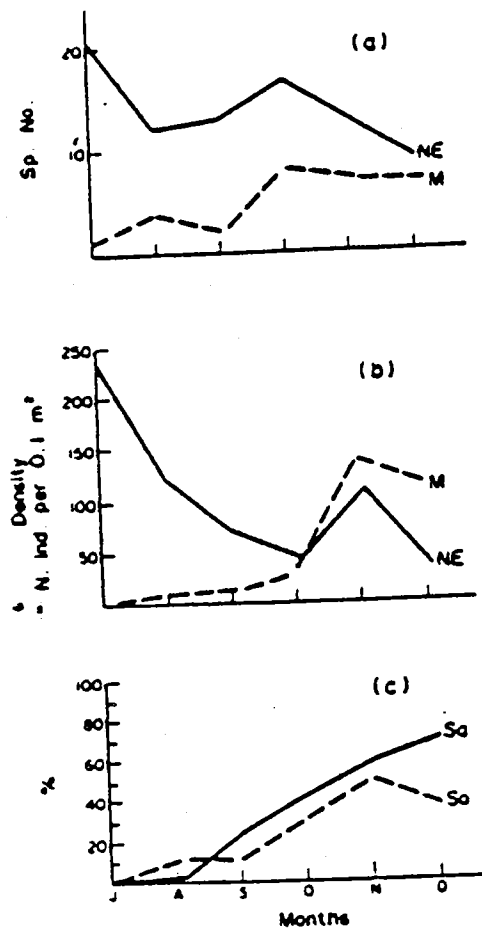 (a)
20
10
Sp. No.
NE
M
(b)
250
200
150
100
50
Density
= N. Ind. per 0.1 m²
M
NE
(c)
100
80
60
40
20
%
Sa
So
J A S O N D
Months